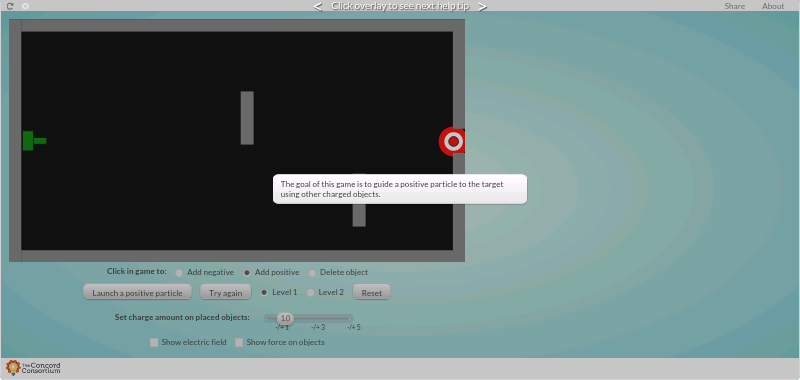 Click overlay to see next help tip
Share About
The goal of this game is to guide a positive particle to the target
using other charged objects.
Click in game to: Add negative Add positive Delete object
Launch a positive particle Try again Level 1 Level 2 Reset
Set charge amount on placed objects: 1.0
-/+1 -/+3 -/+5
Show electric field Show force on objects
The Concord
Consortium